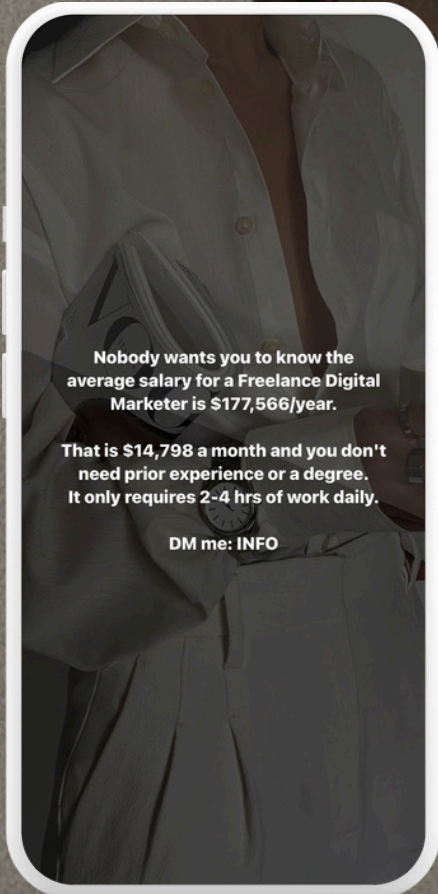 Nobody wants you to know the
average salary for a Freelance Digital
Marketer is $177,566/year.
That is $14,798 a month and you don't
need prior experience or a degree.
It only requires 2-4 hrs of work daily.
DM me: INFO